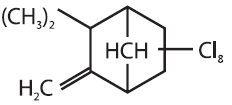 (CH₃)₂
HCH
Cl₈
H₂C